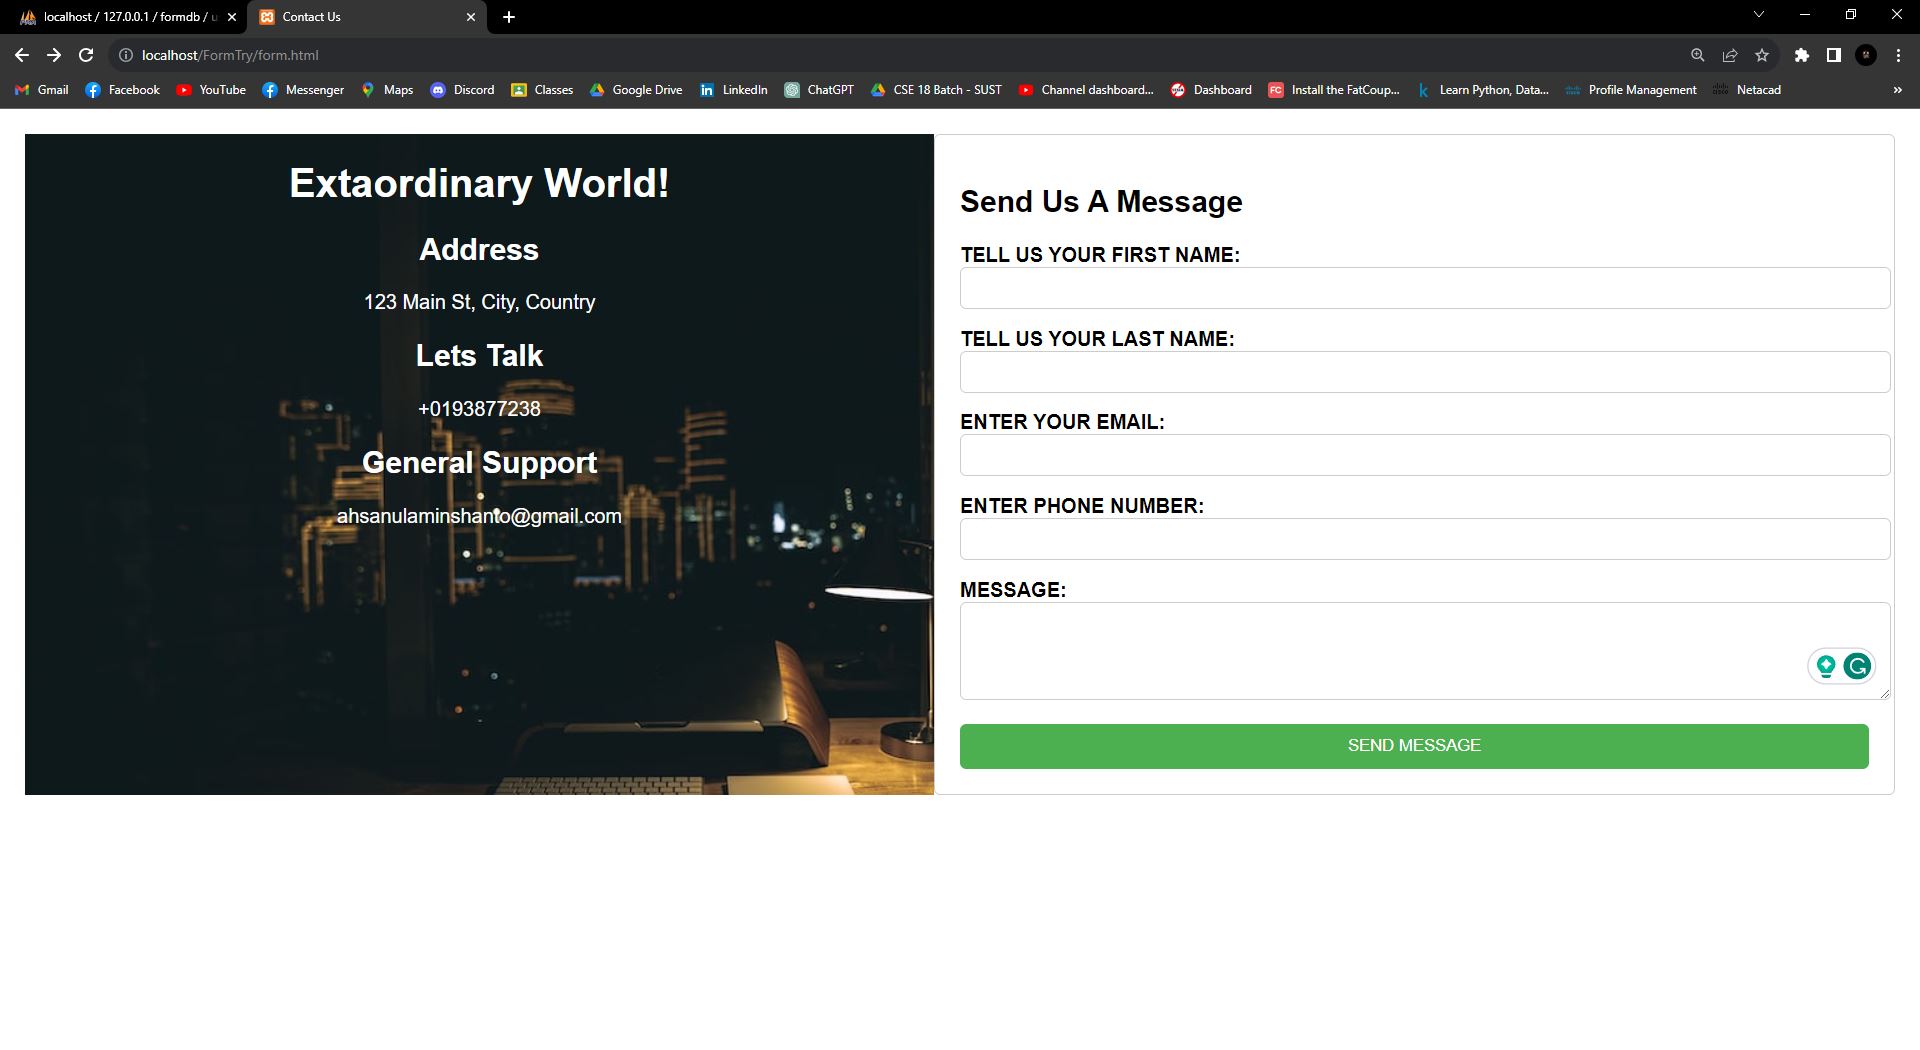 localhost / 127.0.0.1 / formdb / u
Contact Us
localhost/FormTry/form.html
Gmail Facebook YouTube Messenger Maps Discord Classes Google Drive LinkedIn ChatGPT CSE 18 Batch - SUST Channel dashboard... Dashboard FC Install the FatCoup... Learn Python, Data... Profile Management Netacad »
Extaordinary World!
Address
123 Main St, City, Country
Lets Talk
+0193877238
General Support
ahsanulaminshanto@gmail.com
Send Us A Message
TELL US YOUR FIRST NAME:
TELL US YOUR LAST NAME:
ENTER YOUR EMAIL:
ENTER PHONE NUMBER:
MESSAGE:
SEND MESSAGE